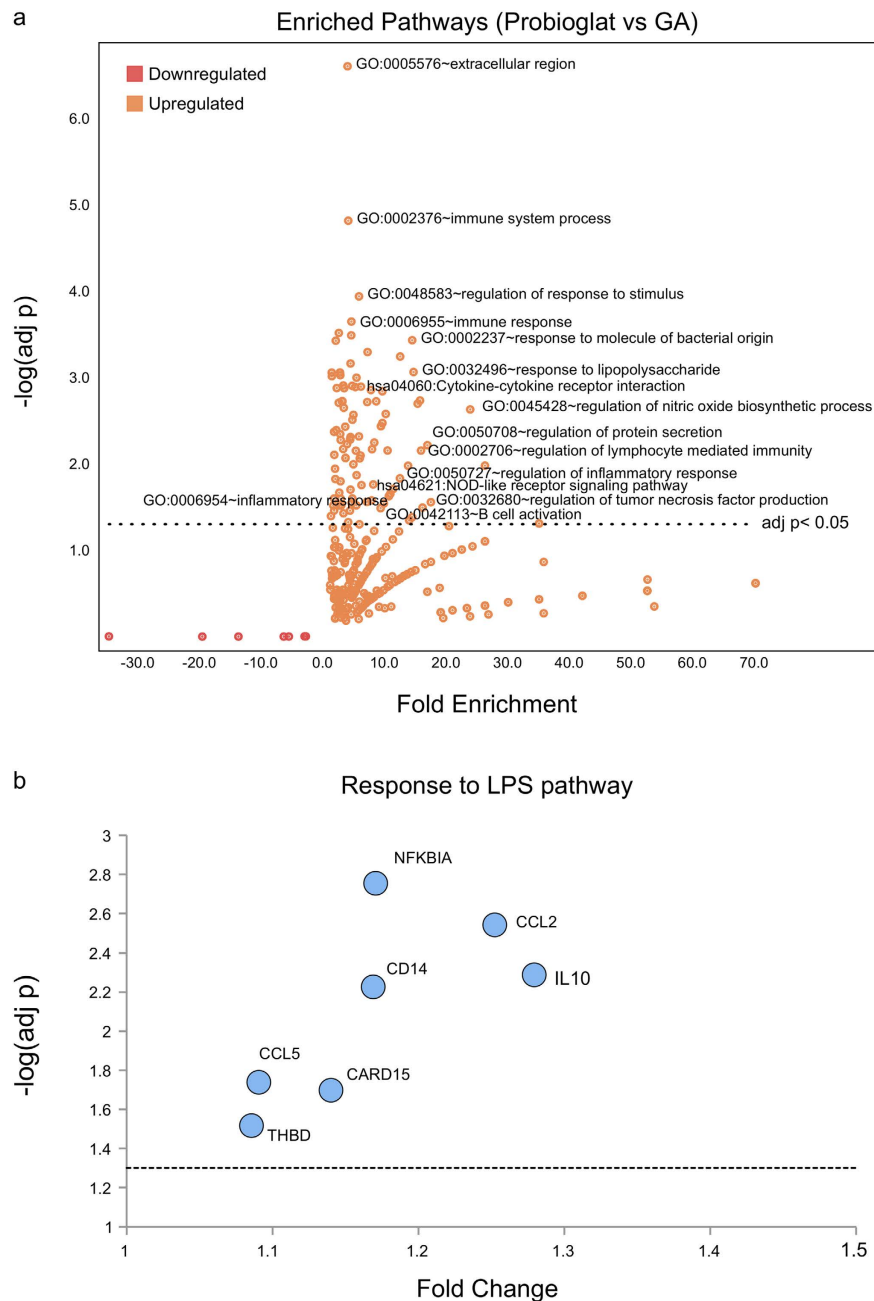 a
Enriched Pathways (Probioglat vs GA)
Downregulated
Upregulated
GO:0005576~extracellular region
6.0
5.0
GO:0002376~immune system process
4.0
GO:0048583~regulation of response to stimulus
GO:0006955~immune response
GO:0002237~response to molecule of bacterial origin
3.0
GO:0032496~response to lipopolysaccharide
hsa04060:Cytokine-cytokine receptor interaction
GO:0045428~regulation of nitric oxide biosynthetic process
GO:0050708~regulation of protein secretion
GO:0002706~regulation of lymphocyte mediated immunity
2.0
GO:0050727~regulation of inflammatory response
hsa04621:NOD-like receptor signaling pathway
GO:0006954~inflammatory response
GO:0032680~regulation of tumor necrosis factor production
GO:0042113~B cell activation
adj p< 0.05
1.0
-log(adj p)
-30.0 -20.0 -10.0 0.0 10.0 20.0 30.0 40.0 50.0 60.0 70.0
Fold Enrichment
b
Response to LPS pathway
3
NFKBIA
2.8
2.6
CCL2
2.4
CD14
IL10
2.2
2
CCL5
1.8
CARD15
1.6
THBD
1.4
1.2
1
-log(adj p)
1 1.1 1.2 1.3 1.4 1.5
Fold Change